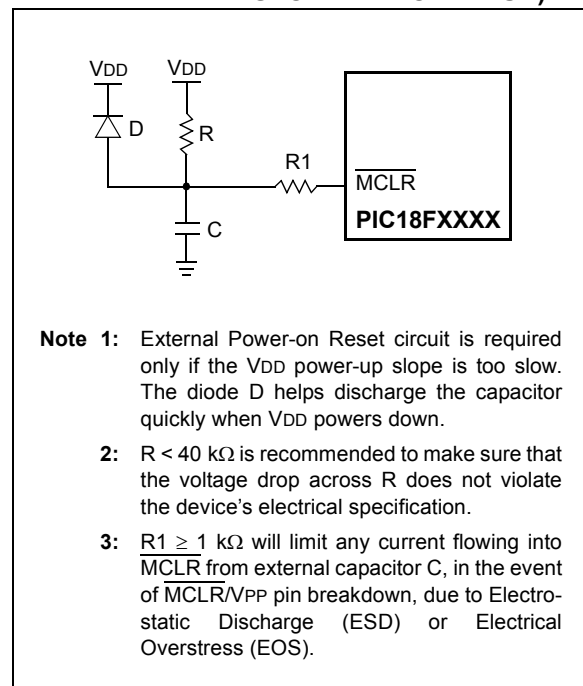 VDD VDD
D
R
R1
MCLR
C
PIC18FXXXX
Note 1: External Power-on Reset circuit is required
only if the VDD power-up slope is too slow.
The diode D helps discharge the capacitor
quickly when VDD powers down.
2: R < 40 kΩ is recommended to make sure that
the voltage drop across R does not violate
the device's electrical specification.
3: R1 ≥ 1 kΩ will limit any current flowing into
MCLR from external capacitor C, in the event
of MCLR/VPP pin breakdown, due to Electro-
static Discharge (ESD) or Electrical
Overstress (EOS).